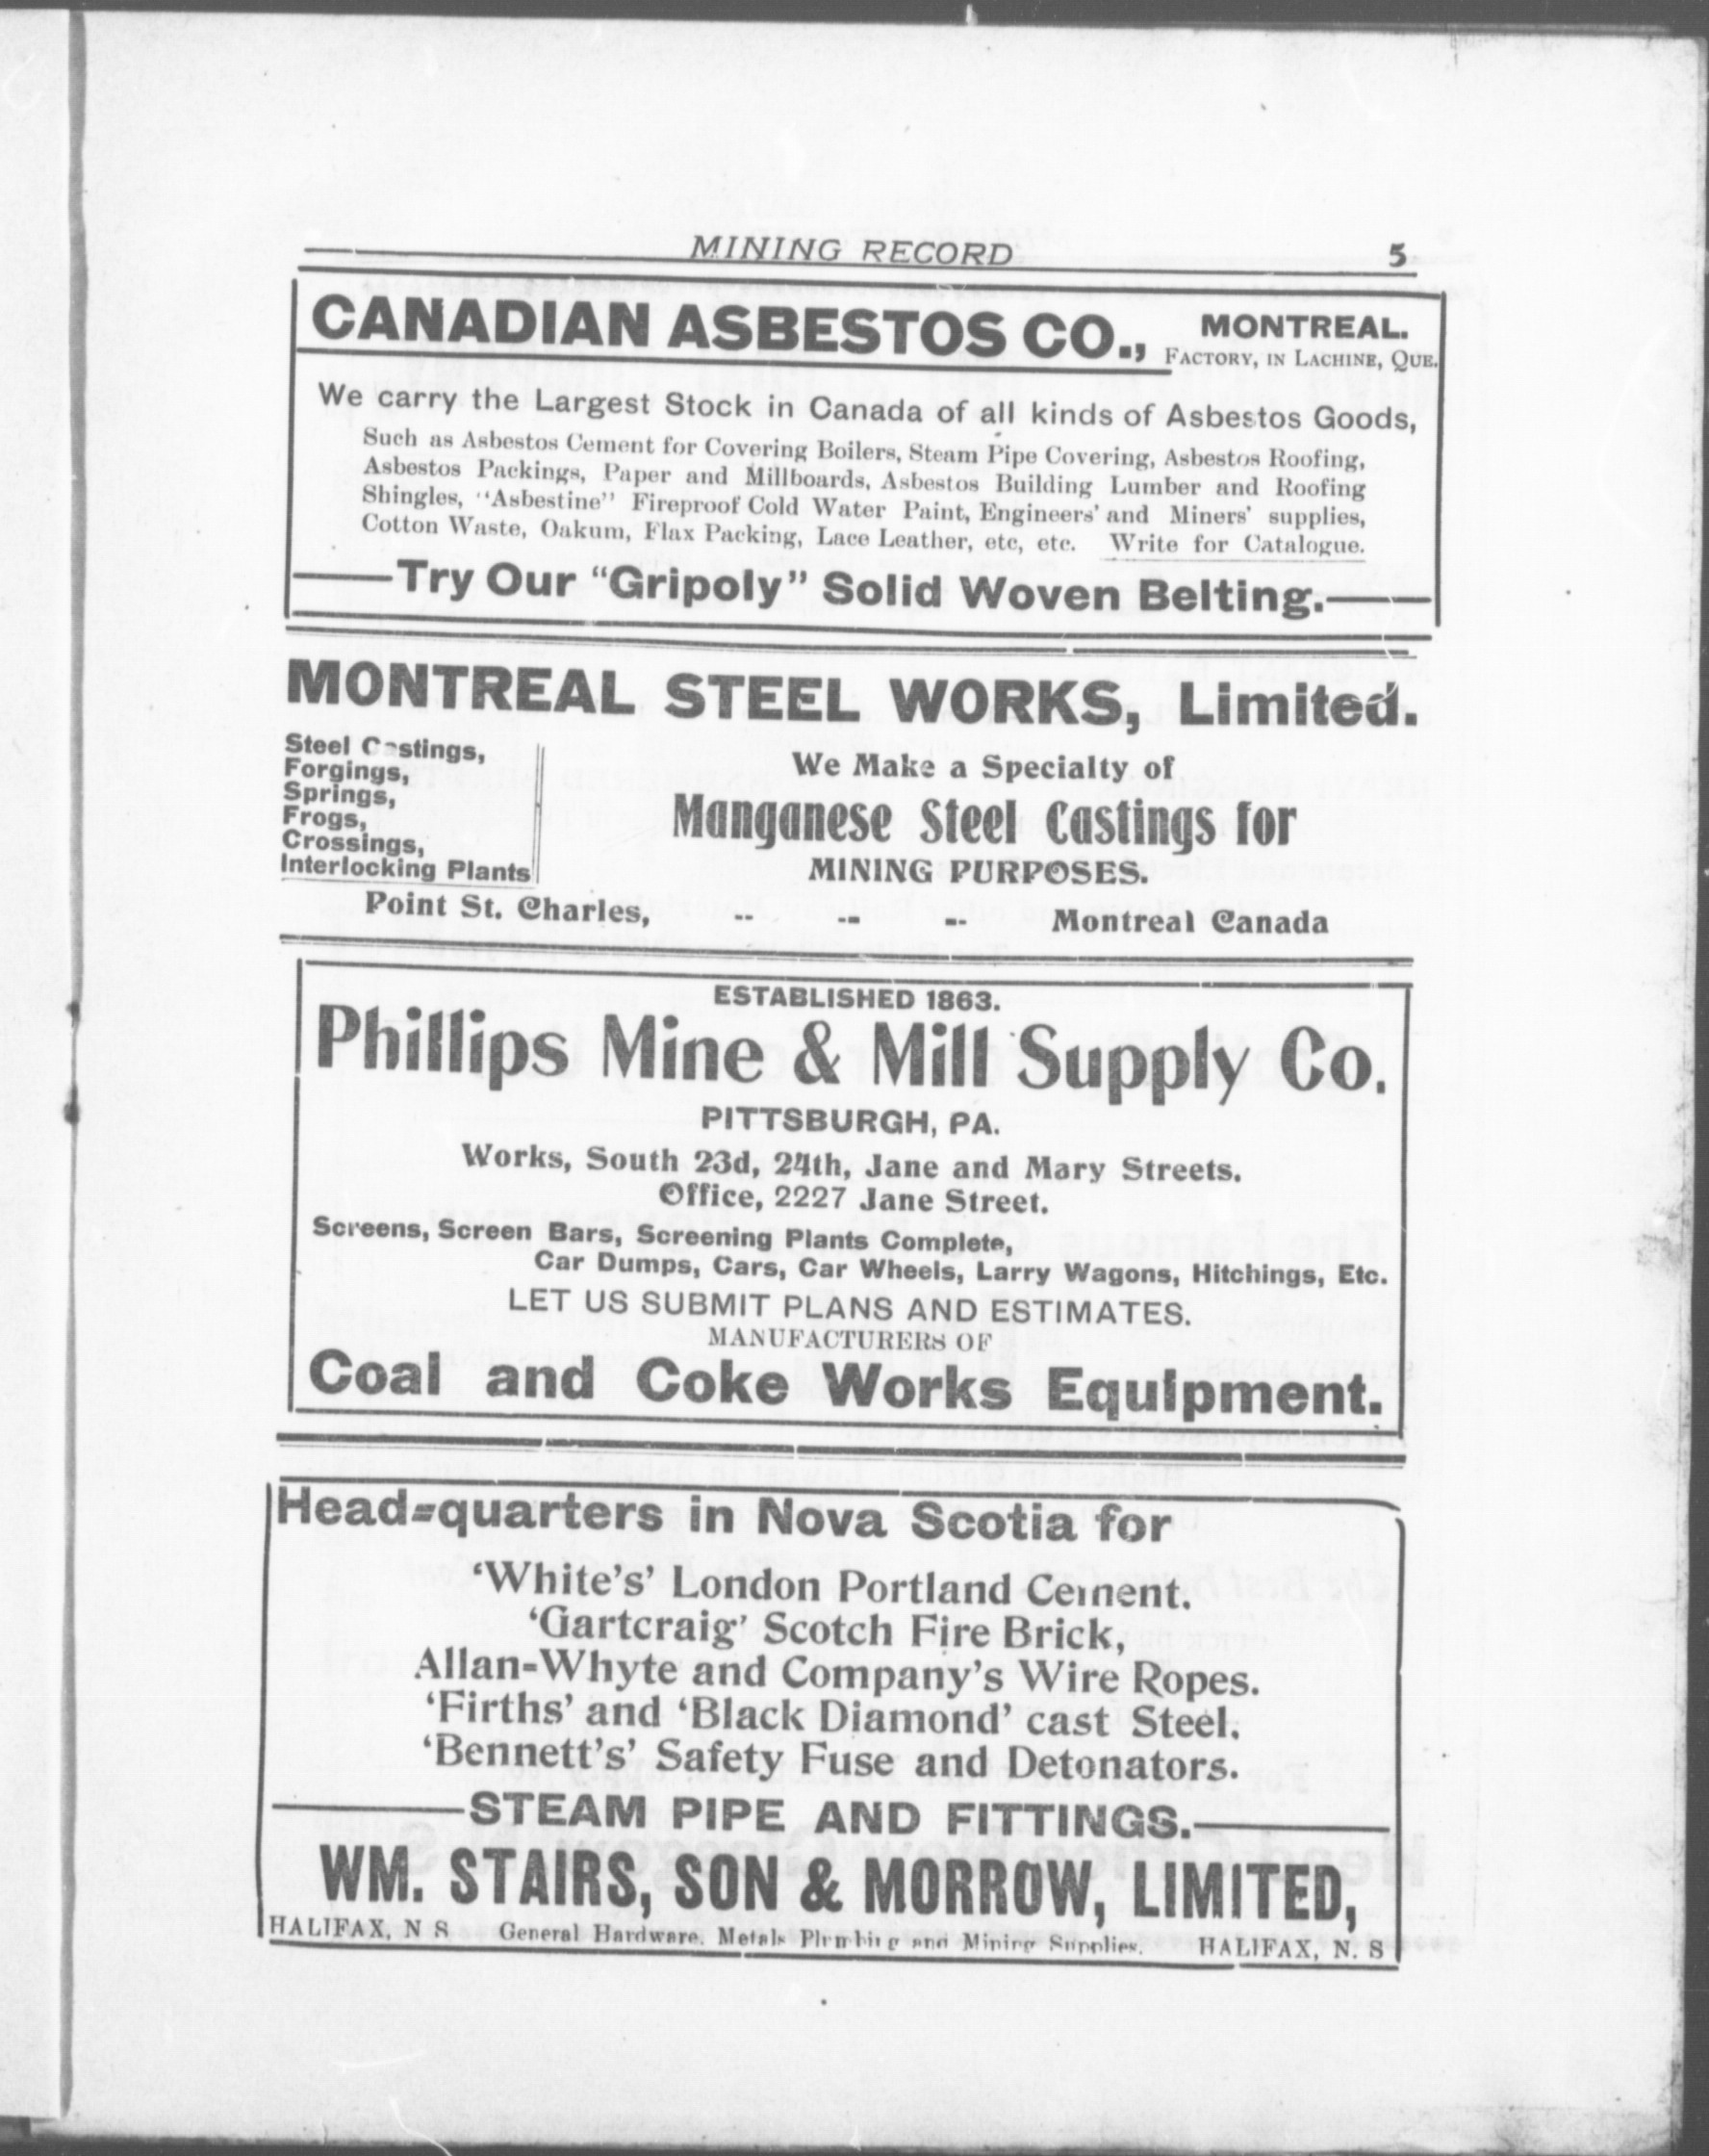 MINING RECORD 5
CANADIAN ASBESTOS CO., MONTREAL.
FACTORY, IN LACHINE, QUE.
We carry the Largest Stock in Canada of all kinds of Asbestos Goods,
Such as Asbestos Cement for Covering Boilers, Steam Pipe Covering, Asbestos Roofing,
Asbestos Packings, Paper and Millboards, Asbestos Building Lumber and Roofing
Shingles, "Asbestine" Fireproof Cold Water Paint, Engineers' and Miners' supplies,
Cotton Waste, Oakum, Flax Packing, Lace Leather, etc, etc. Write for Catalogue.
Try Our "Gripoly" Solid Woven Belting.
MONTREAL STEEL WORKS, Limited.
Steel Castings,
Forgings,
Springs,
Frogs,
Crossings,
Interlocking Plants
We Make a Specialty of
Manganese Steel Castings for
MINING PURPOSES.
Point St. Charles, -- -- -- Montreal Canada
ESTABLISHED 1863.
Phillips Mine & Mill Supply Co.
PITTSBURGH, PA.
Works, South 23d, 24th, Jane and Mary Streets.
Office, 2227 Jane Street.
Screens, Screen Bars, Screening Plants Complete,
Car Dumps, Cars, Car Wheels, Larry Wagons, Hitchings, Etc.
LET US SUBMIT PLANS AND ESTIMATES.
MANUFACTURERS OF
Coal and Coke Works Equipment.
Head-quarters in Nova Scotia for
'White's' London Portland Cement.
'Gartcraig' Scotch Fire Brick,
Allan-Whyte and Company's Wire Ropes.
'Firths' and 'Black Diamond' cast Steel.
'Bennett's' Safety Fuse and Detonators.
STEAM PIPE AND FITTINGS.
WM. STAIRS, SON & MORROW, LIMITED,
HALIFAX, N S General Hardware, Metals Plumbing and Mining Supplies. HALIFAX, N. S